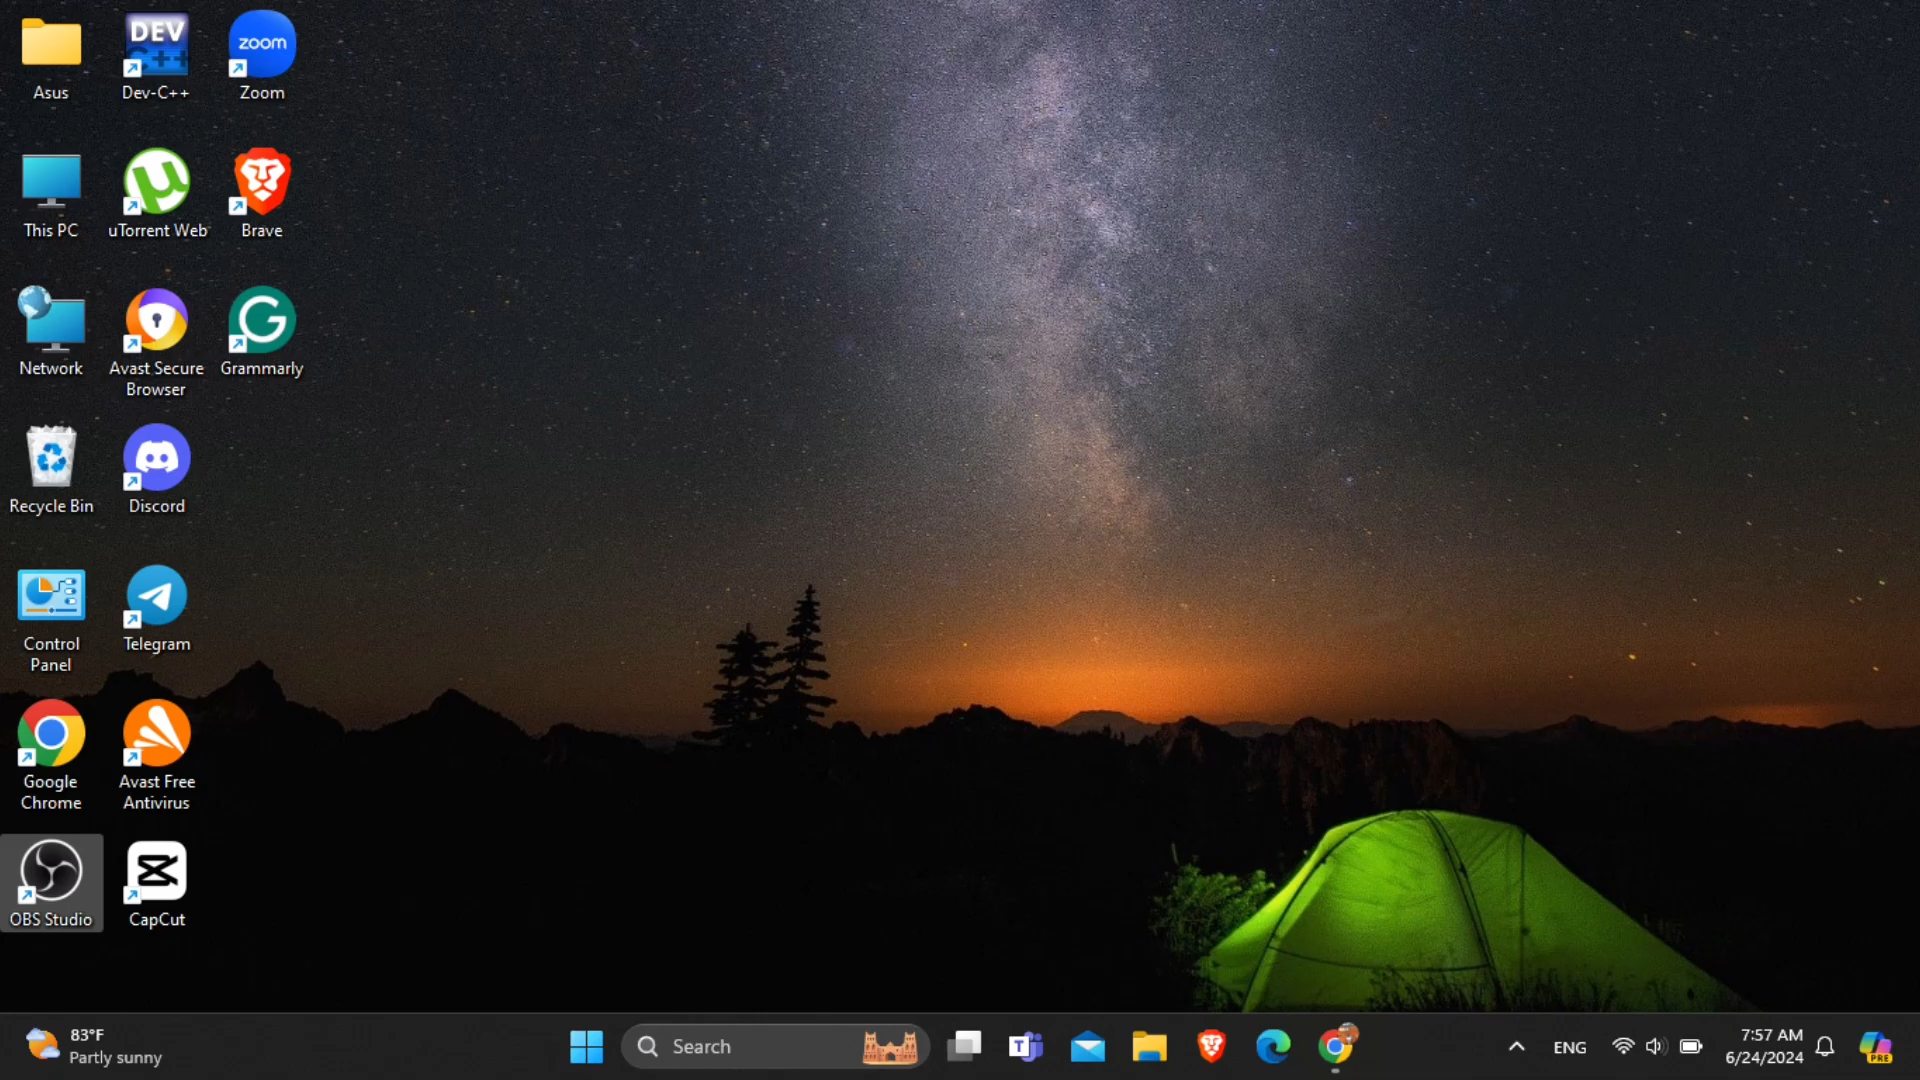 Asus
DEV
C++
Dev-C++
zoom
Zoom
This PC
µ
uTorrent Web
Brave
Network
Avast Secure
Browser
G
Grammarly
Recycle Bin
Discord
Control
Panel
Telegram
Google
Chrome
Avast Free
Antivirus
OBS Studio
CapCut
83°F
Partly sunny
Search
T
ENG
7:57 AM
6/24/2024
PRE